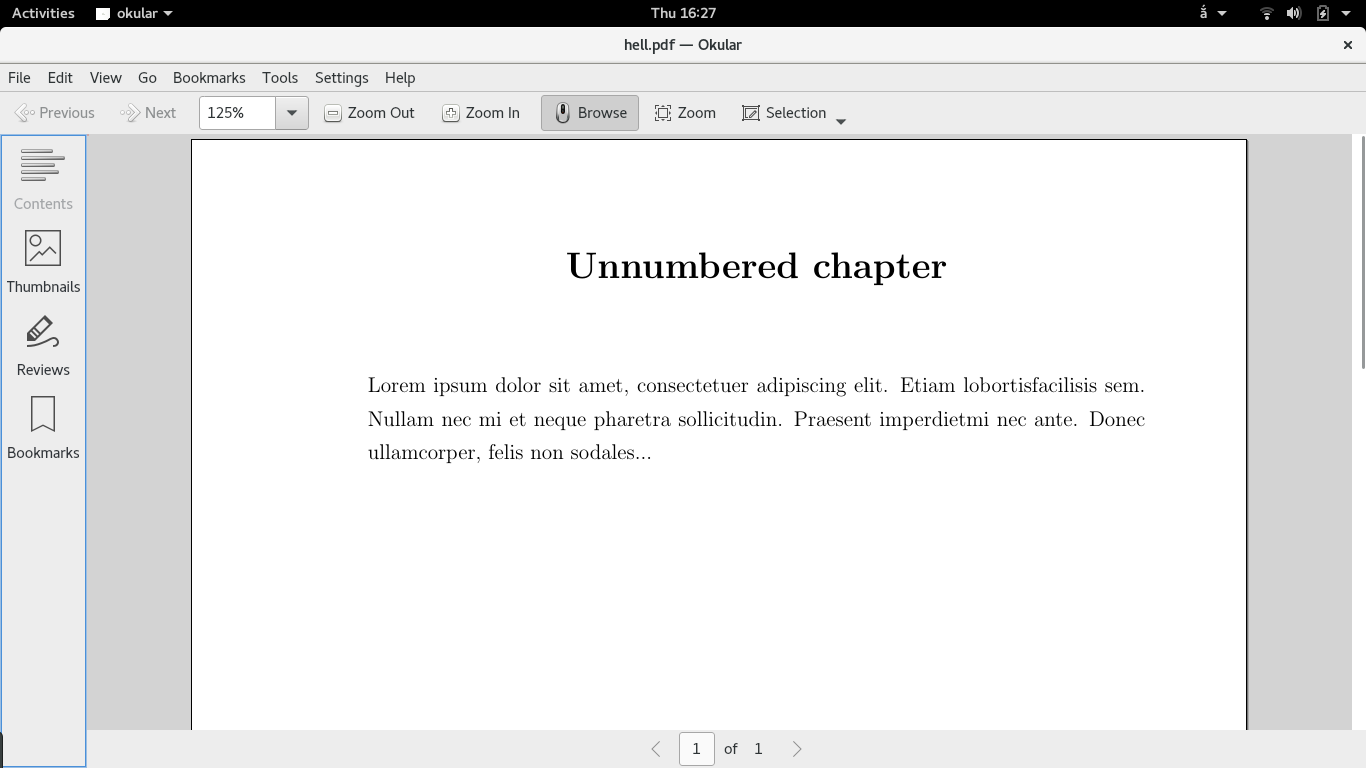 Activities okular Thu 16:27 ǻ
hell.pdf — Okular
File Edit View Go Bookmarks Tools Settings Help
Previous Next 125% Zoom Out Zoom In Browse Zoom Selection
Contents
Thumbnails
Reviews
Bookmarks
Unnumbered chapter
Lorem ipsum dolor sit amet, consectetuer adipiscing elit. Etiam lobortisfacilisis sem.
Nullam nec mi et neque pharetra sollicitudin. Praesent imperdietmi nec ante. Donec
ullamcorper, felis non sodales...
1 of 1